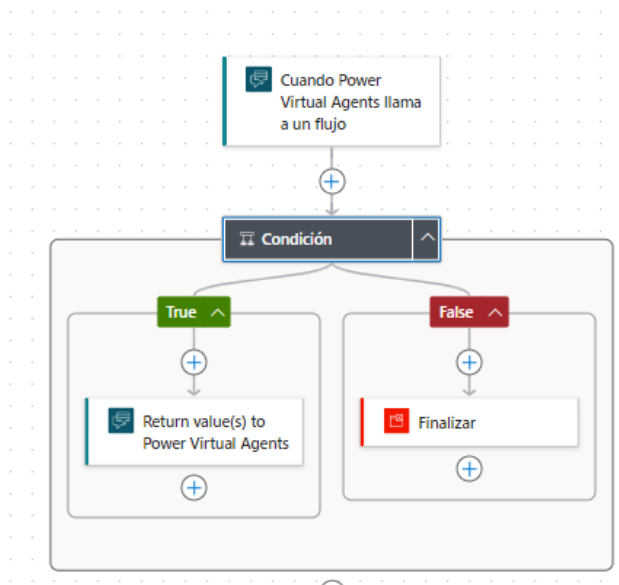 Cuando Power
Virtual Agents llama
a un flujo
Condición
True
False
Return value(s) to
Power Virtual Agents
Finalizar